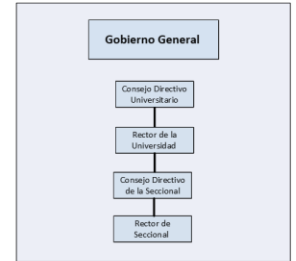 Gobierno General
Consejo Directivo
Universitario
Rector de la
Universidad
Consejo Directivo
de la Seccional
Rector de
Seccional